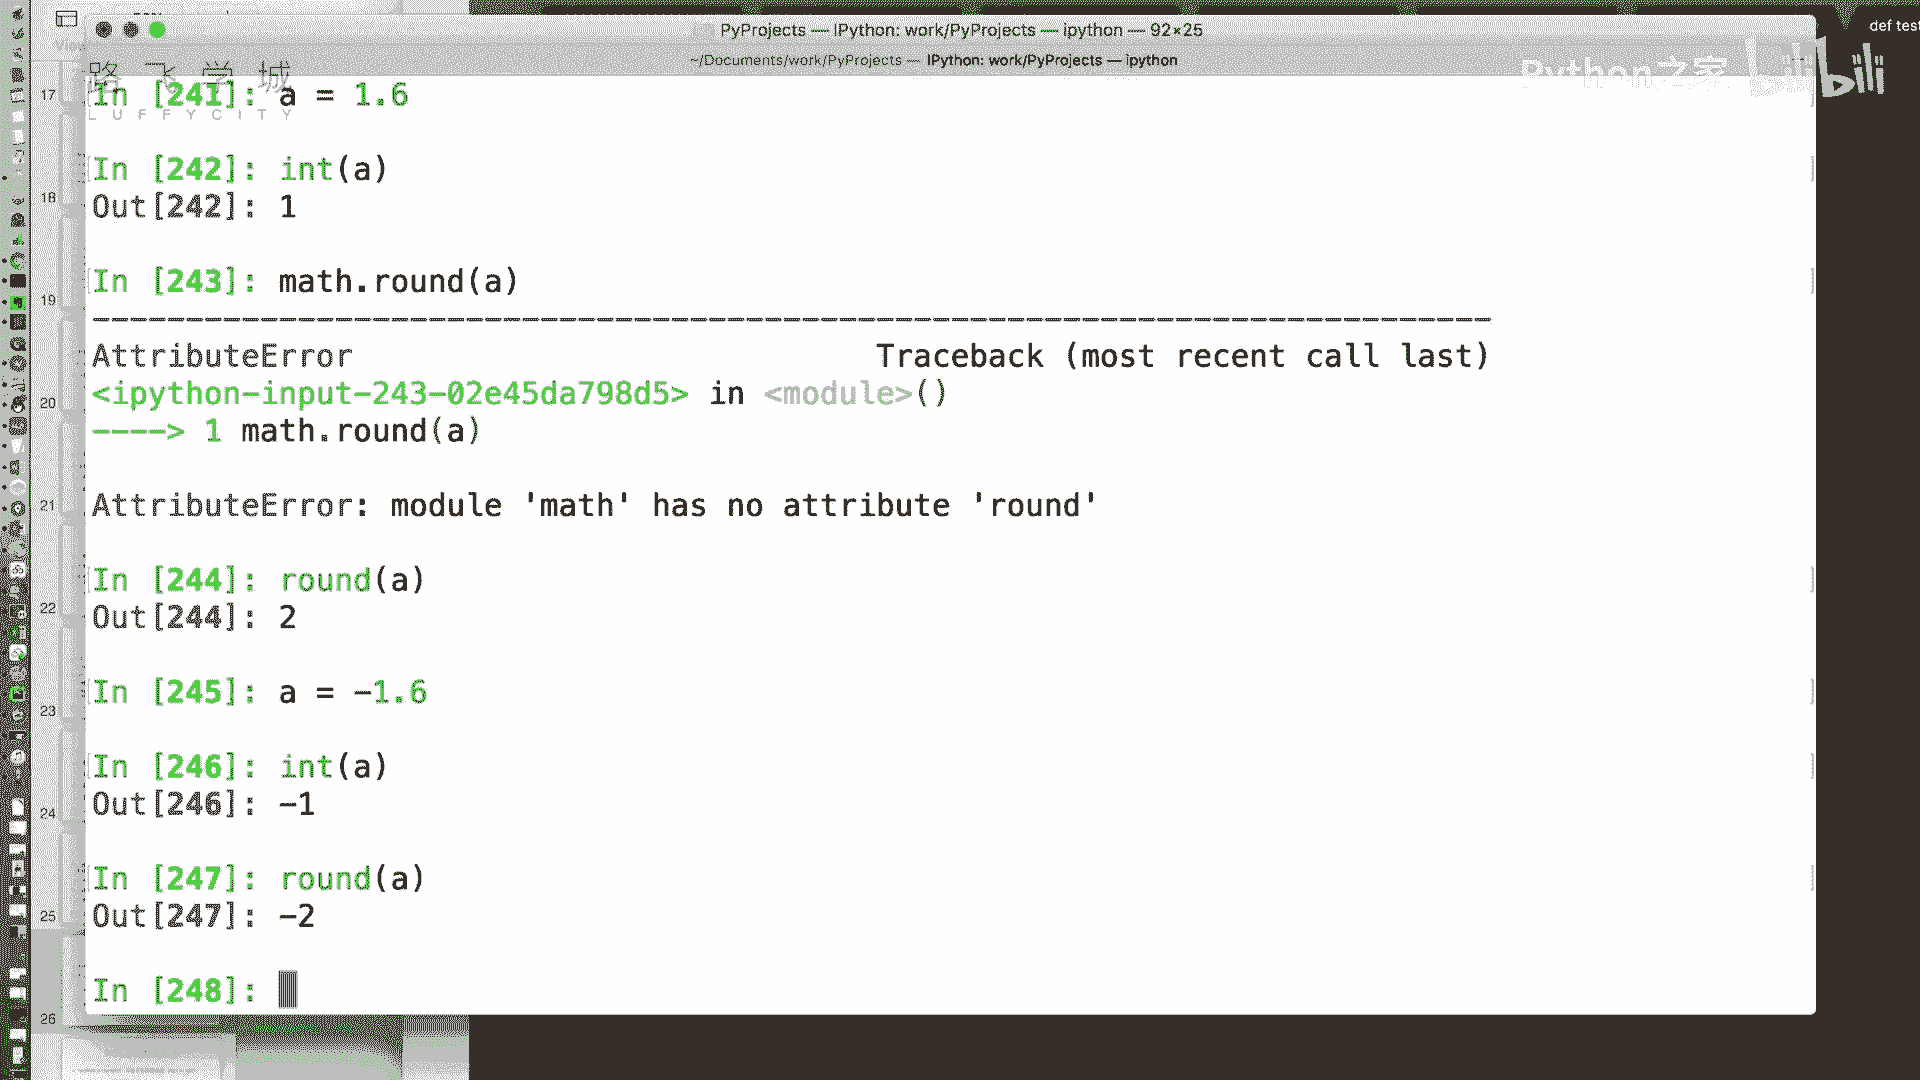 PyProjects — IPython: work/PyProjects — ipython — 92×25
def test
~/Documents/work/PyProjects — IPython: work/PyProjects — ipython
路飞学城
LUFFYCITY
Python之家 bilibili
In [241]: a = 1.6
In [242]: int(a)
Out[242]: 1
In [243]: math.round(a)
---------------------------------------------------------------------------
AttributeError                            Traceback (most recent call last)
<ipython-input-243-02e45da798d5> in <module>()
----> 1 math.round(a)
AttributeError: module 'math' has no attribute 'round'
In [244]: round(a)
Out[244]: 2
In [245]: a = -1.6
In [246]: int(a)
Out[246]: -1
In [247]: round(a)
Out[247]: -2
In [248]:
17
18
19
20
21
22
23
24
25
26